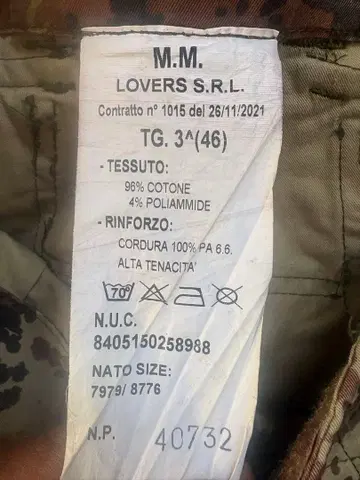 M.M.
LOVERS S.R.L.
Contratto n° 1015 del 26/11/2021
TG. 3^(46)
- TESSUTO:
96% COTONE
4% POLIAMMIDE
- RINFORZO:
CORDURA 100% PA 6.6.
ALTA TENACITA'
70°
N.U.C.
8405150258988
NATO SIZE:
7979/ 8776
N.P. 40732